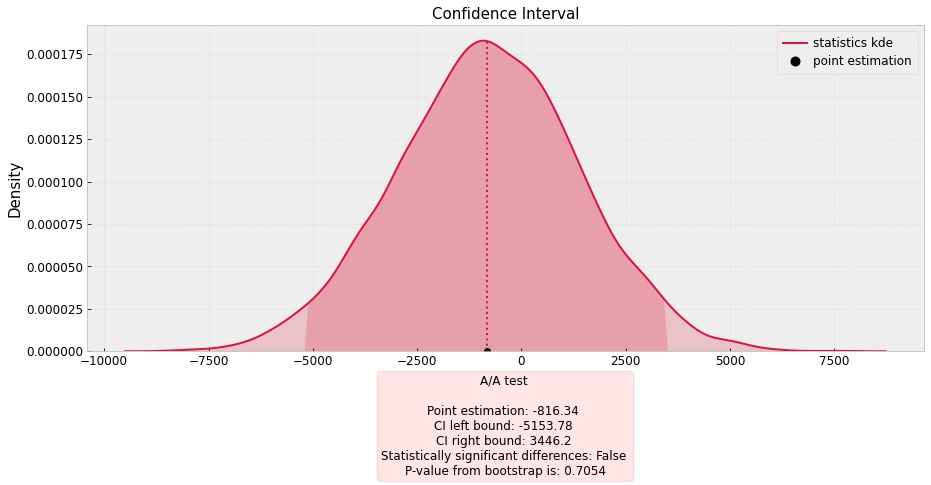 Confidence Interval
statistics kde
point estimation
Density
0.000175
0.000150
0.000125
0.000100
0.000075
0.000050
0.000025
0.000000
−10000 −7500 −5000 −2500 0 2500 5000 7500
A/A test
Point estimation: -816.34
CI left bound: -5153.78
CI right bound: 3446.2
Statistically significant differences: False
P-value from bootstrap is: 0.7054